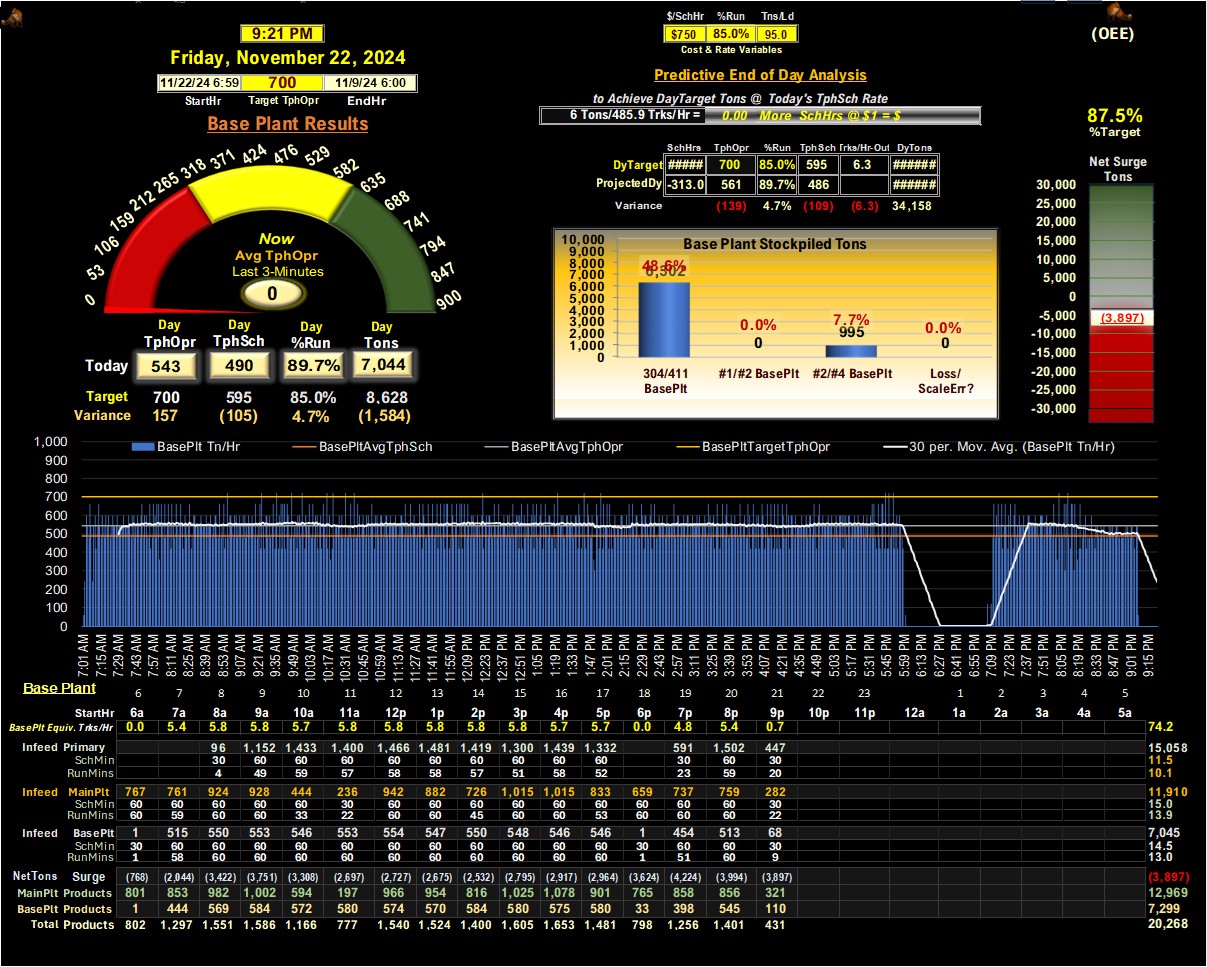 9:21 PM
Friday, November 22, 2024
11/22/24 6:59 700 11/9/24 6:00
StartHr Target TphOpr EndHr
Base Plant Results
0 53 106 159 212 265 318 371 424 476 529 582 635 688 741 794 847 900
Now
Avg TphOpr
Last 3-Minutes
0
Day Day Day Day
TphOpr TphSch %Run Tons
Today 543 490 89.7% 7,044
Target 700 595 85.0% 8,628
Variance 157 (105) 4.7% (1,584)
$/SchHr %Run Tns/Ld
$750 85.0% 95.0
Cost & Rate Variables
Predictive End of Day Analysis
to Achieve DayTarget Tons @ Today's TphSch Rate
6 Tons/485.9 Trks/Hr = 0.00 More SchHrs @ $1 = $
SchHrs TphOpr %Run TphSch Trks/Hr-Out DyTons
DyTarget ##### 700 85.0% 595 6.3 ######
ProjectedDy -313.0 561 89.7% 486 ######
Variance (139) 4.7% (109) (6.3) 34,158
Base Plant Stockpiled Tons
10,000
9,000
8,000
7,000
6,000
5,000
4,000
3,000
2,000
1,000
0
48.6% 0.0% 7.7% 0.0%
6,302 0 995 0
304/411 #1/#2 BasePlt #2/#4 BasePlt Loss/
BasePlt ScaleErr?
(OEE)
87.5%
%Target
Net Surge
Tons
30,000
25,000
20,000
15,000
10,000
5,000
0
-5,000
(3,897)
-10,000
-15,000
-20,000
-25,000
-30,000
BasePlt Tn/Hr BasePltAvgTphSch BasePltAvgTphOpr BasePltTargetTphOpr 30 per. Mov. Avg. (BasePlt Tn/Hr)
1,000
900
800
700
600
500
400
300
200
100
0
7:01 AM 7:15 AM 7:29 AM 7:43 AM 7:57 AM 8:11 AM 8:25 AM 8:39 AM 8:53 AM 9:07 AM 9:21 AM 9:35 AM 9:49 AM 10:03 AM 10:17 AM 10:31 AM 10:45 AM 10:59 AM 11:13 AM 11:27 AM 11:41 AM 11:55 AM 12:09 PM 12:23 PM 12:37 PM 12:51 PM 1:05 PM 1:19 PM 1:33 PM 1:47 PM 2:01 PM 2:15 PM 2:29 PM 2:43 PM 2:57 PM 3:11 PM 3:25 PM 3:39 PM 3:53 PM 4:07 PM 4:21 PM 4:35 PM 4:49 PM 5:03 PM 5:17 PM 5:31 PM 5:45 PM 5:59 PM 6:13 PM 6:27 PM 6:41 PM 6:55 PM 7:09 PM 7:23 PM 7:37 PM 7:51 PM 8:05 PM 8:19 PM 8:33 PM 8:47 PM 9:01 PM 9:15 PM
Base Plant 6 7 8 9 10 11 12 13 14 15 16 17 18 19 20 21 22 23 1 2 3 4 5
StartHr 6a 7a 8a 9a 10a 11a 12p 1p 2p 3p 4p 5p 6p 7p 8p 9p 10p 11p 12a 1a 2a 3a 4a 5a
BasePlt Equiv. Trks/Hr 0.0 5.4 5.8 5.8 5.7 5.8 5.8 5.8 5.8 5.8 5.7 5.7 0.0 4.8 5.4 0.7 74.2
Infeed Primary 96 1,152 1,433 1,400 1,466 1,481 1,419 1,300 1,439 1,332 591 1,502 447 15,058
SchMin 30 60 60 60 60 60 60 60 60 60 30 60 30 11.5
RunMins 4 49 59 57 58 58 57 51 58 52 23 59 20 10.1
Infeed MainPlt 767 761 924 928 444 236 942 882 726 1,015 1,015 833 659 737 759 282 11,910
SchMin 60 60 60 60 60 30 60 60 60 60 60 60 60 60 60 30 15.0
RunMins 60 59 60 60 33 22 60 60 45 60 60 53 60 60 60 22 13.9
Infeed BasePlt 1 515 550 553 546 553 554 547 550 548 546 546 1 454 513 68 7,045
SchMin 30 60 60 60 60 60 60 60 60 60 60 60 30 60 60 30 14.5
RunMins 1 58 60 60 60 60 60 60 60 60 60 60 1 51 60 9 13.0
NetTons Surge (768) (2,044) (3,422) (3,751) (3,308) (2,697) (2,727) (2,675) (2,532) (2,795) (2,917) (2,964) (3,624) (4,224) (3,994) (3,897) (3,897)
MainPlt Products 801 853 982 1,002 594 197 966 954 816 1,025 1,078 901 765 858 856 321 12,969
BasePlt Products 1 444 569 584 572 580 574 570 584 580 575 580 33 398 545 110 7,299
Total Products 802 1,297 1,551 1,586 1,166 777 1,540 1,524 1,400 1,605 1,653 1,481 798 1,256 1,401 431 20,268